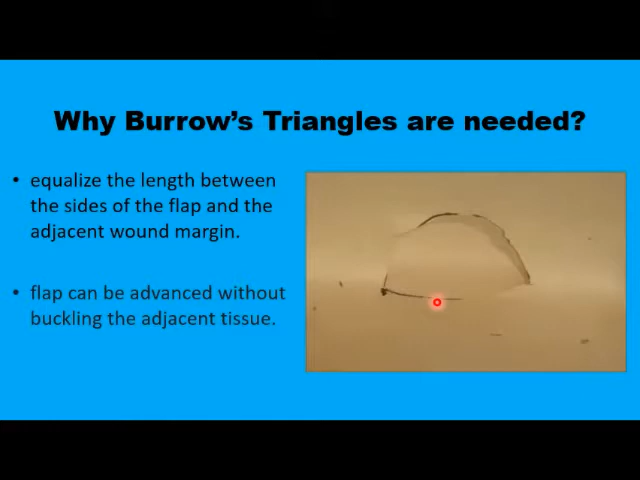 Why Burrow’s Triangles are needed?
• equalize the length between
the sides of the flap and the
adjacent wound margin.
• flap can be advanced without
buckling the adjacent tissue.